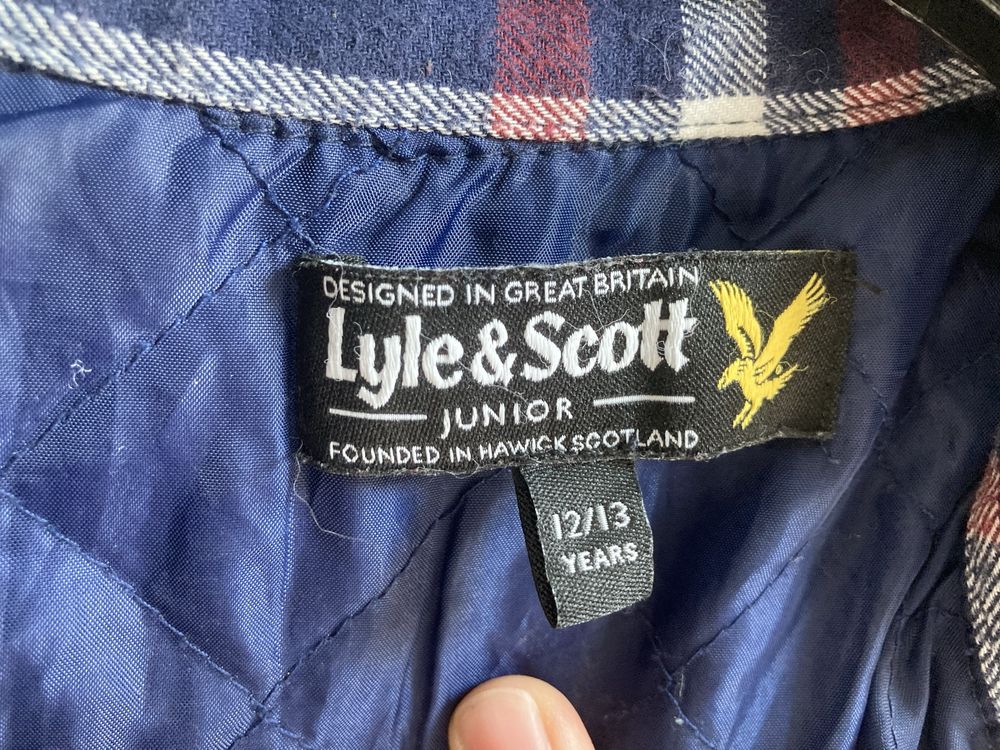 DESIGNED IN GREAT BRITAIN
Lyle & Scott
JUNIOR
FOUNDED IN HAWICK SCOTLAND
12/13
YEARS